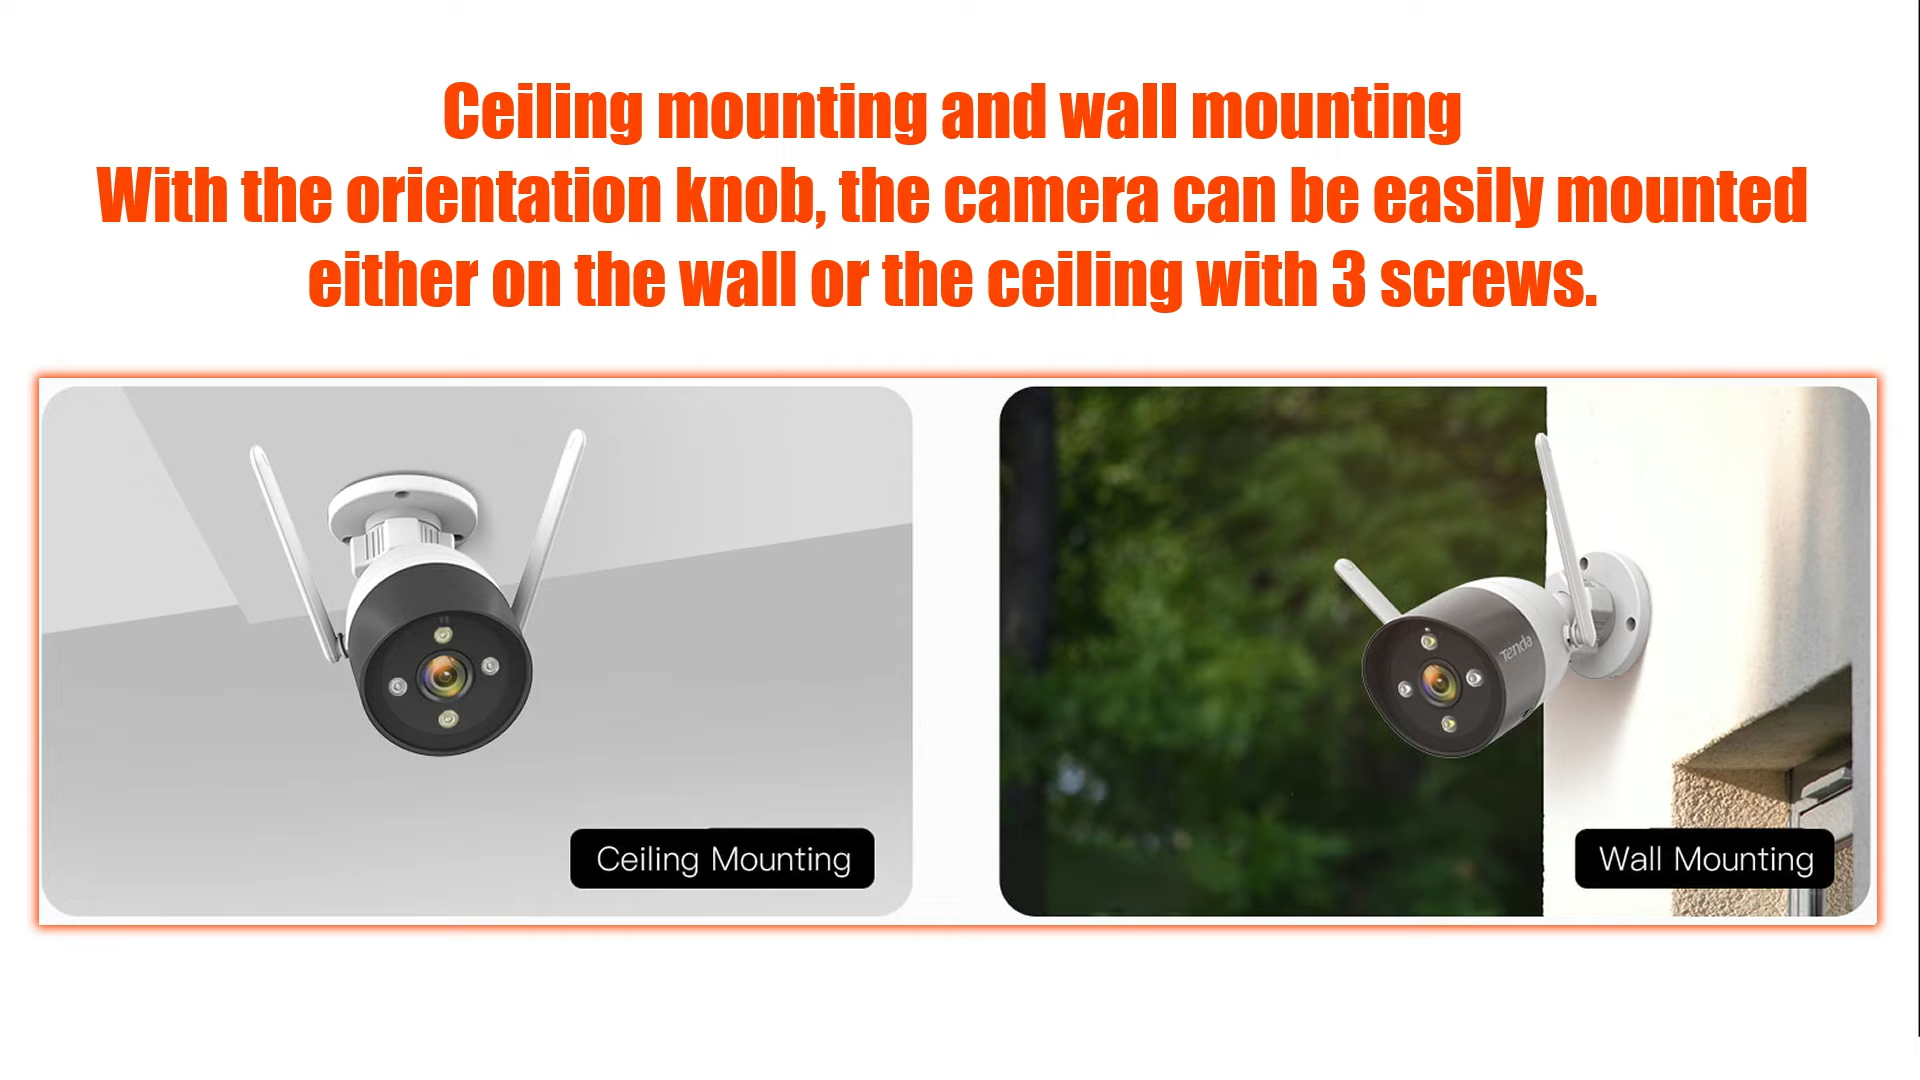 Ceiling mounting and wall mounting
With the orientation knob, the camera can be easily mounted
either on the wall or the ceiling with 3 screws.
Tenda
Ceiling Mounting
Wall Mounting